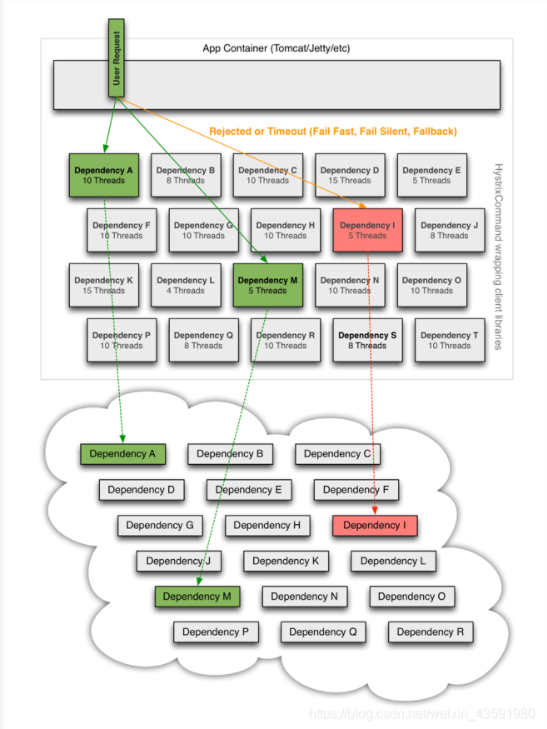 App Container (Tomcat/Jetty/etc)
User Request
Rejected or Timeout (Fail Fast, Fail Silent, Fallback)
Dependency A
10 Threads
Dependency B
8 Threads
Dependency C
10 Threads
Dependency D
15 Threads
Dependency E
5 Threads
Dependency F
10 Threads
Dependency G
10 Threads
Dependency H
10 Threads
Dependency I
5 Threads
Dependency J
8 Threads
Dependency K
15 Threads
Dependency L
4 Threads
Dependency M
5 Threads
Dependency N
10 Threads
Dependency O
10 Threads
Dependency P
10 Threads
Dependency Q
8 Threads
Dependency R
10 Threads
Dependency S
8 Threads
Dependency T
10 Threads
HystrixCommand wrapping client libraries
Dependency A
Dependency B
Dependency C
Dependency D
Dependency E
Dependency F
Dependency G
Dependency H
Dependency I
Dependency J
Dependency K
Dependency L
Dependency M
Dependency N
Dependency O
Dependency P
Dependency Q
Dependency R
https://blog.csdn.net/weixin_43591980